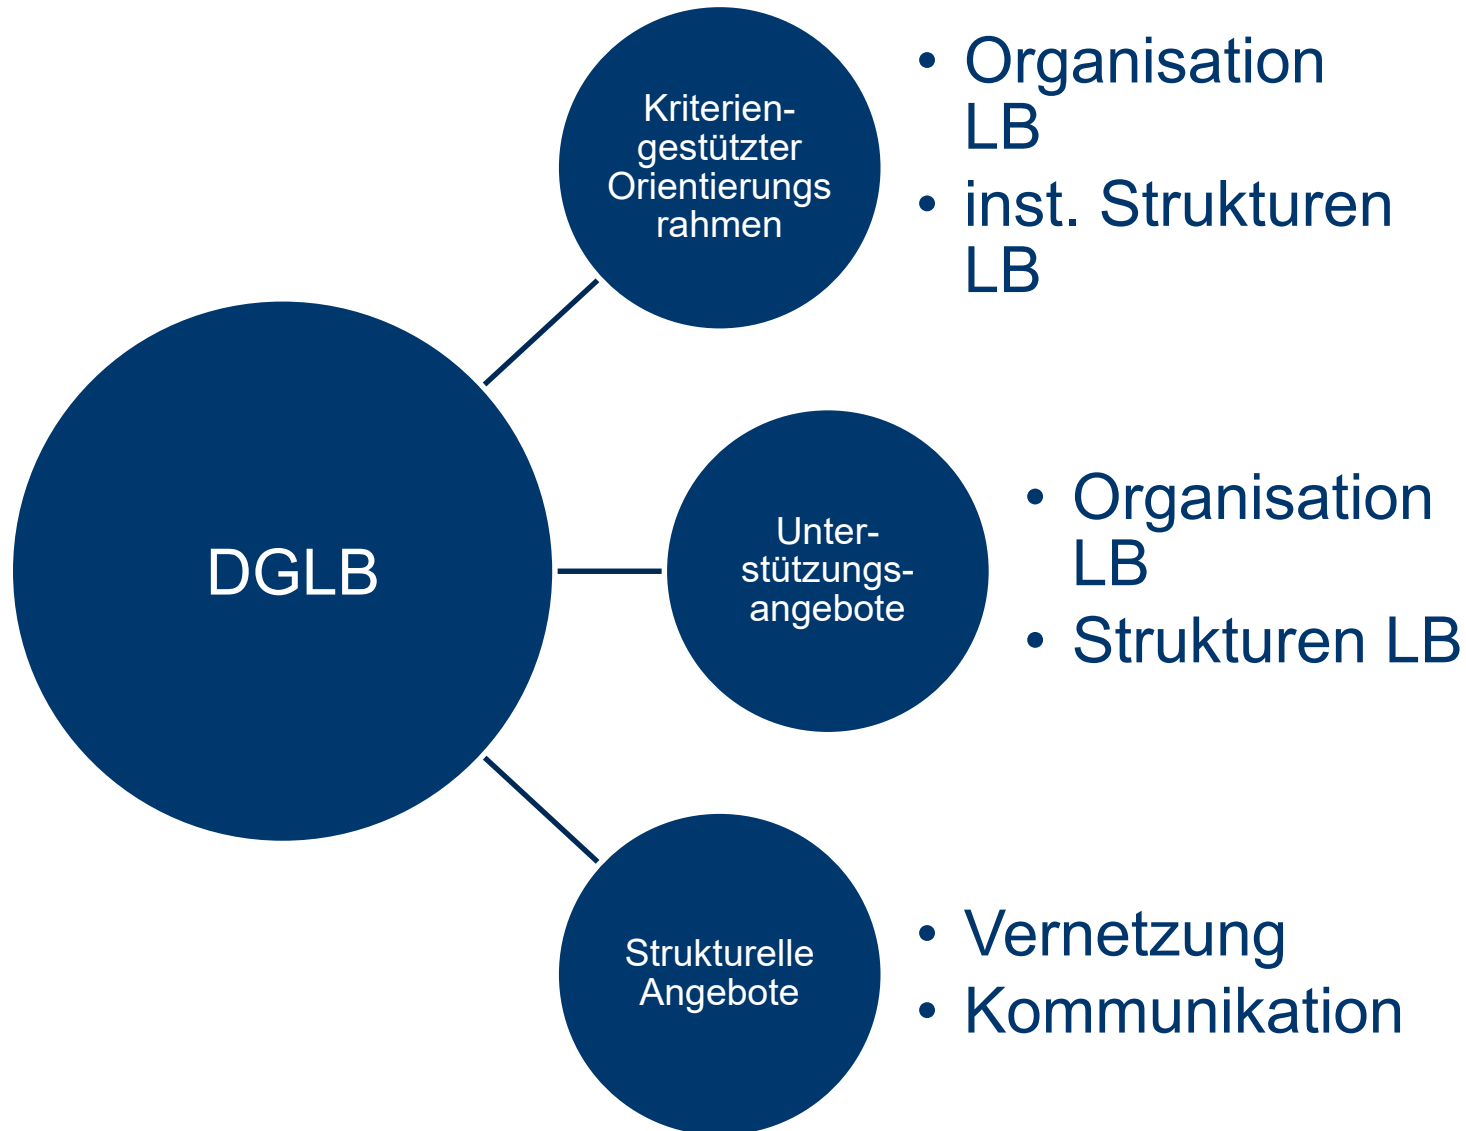 DGLB
Kriterien-
gestützter
Orientierungs
rahmen
• Organisation
LB
• inst. Strukturen
LB
Unter-
stützungs-
angebote
• Organisation
LB
• Strukturen LB
Strukturelle
Angebote
• Vernetzung
• Kommunikation